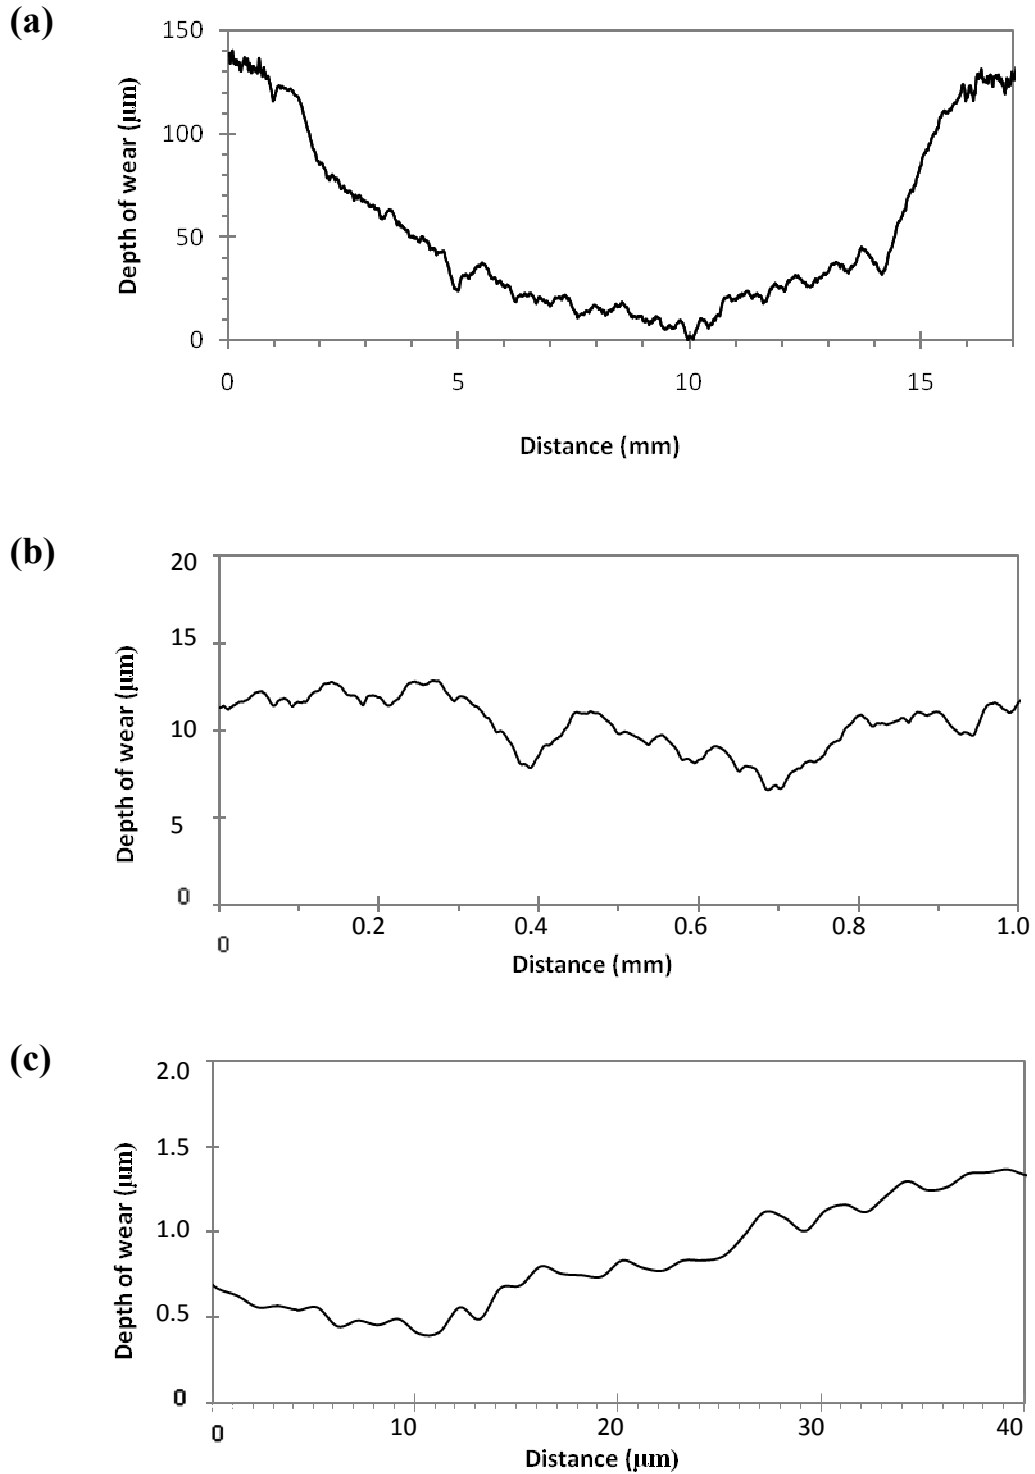 (a)
150
100
50
0
Depth of wear (μm)
0 5 10 15
Distance (mm)
(b)
20
15
10
5
0
Depth of wear (μm)
0 0.2 0.4 0.6 0.8 1.0
Distance (mm)
(c)
2.0
1.5
1.0
0.5
0
Depth of wear (μm)
0 10 20 30 40
Distance (μm)